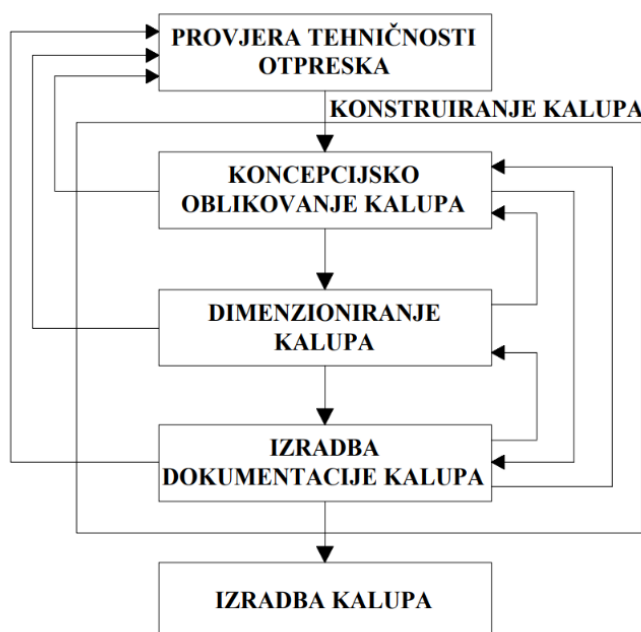 PROVJERA TEHNIČNOSTI
OTPRESKA
KONSTRUIRANJE KALUPA
KONCEPCIJSKO
OBLIKOVANJE KALUPA
DIMENZIONIRANJE
KALUPA
IZRADBA
DOKUMENTACIJE KALUPA
IZRADBA KALUPA